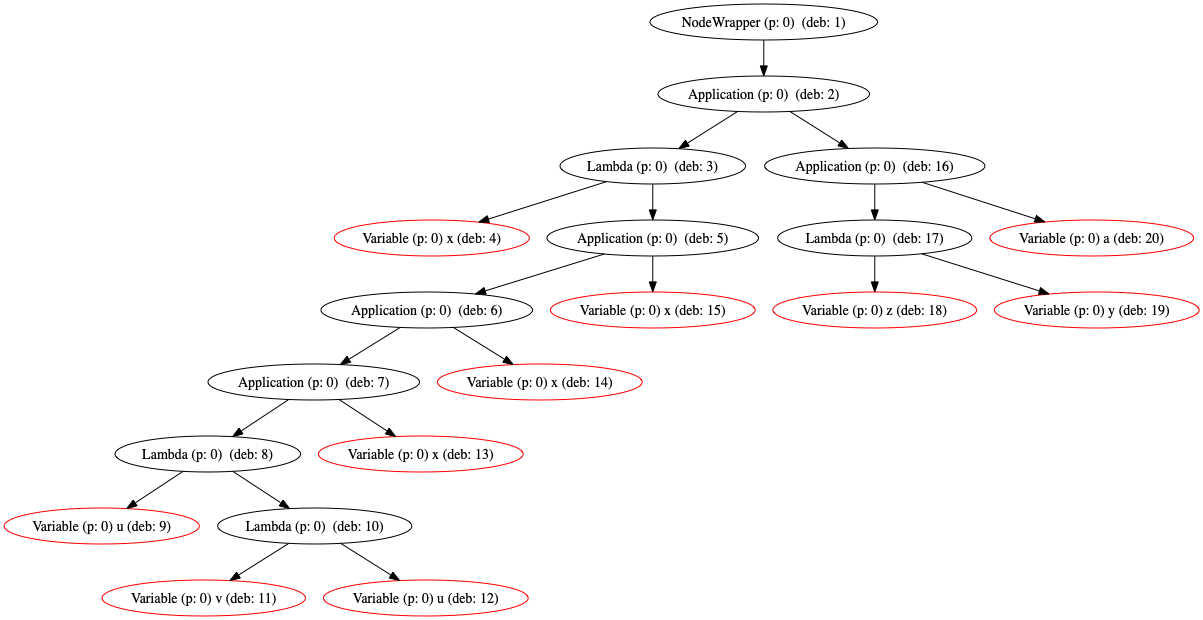 NodeWrapper (p: 0)  (deb: 1)
Application (p: 0)  (deb: 2)
Lambda (p: 0)  (deb: 3)
Application (p: 0)  (deb: 16)
Variable (p: 0) x (deb: 4)
Application (p: 0)  (deb: 5)
Lambda (p: 0)  (deb: 17)
Variable (p: 0) a (deb: 20)
Application (p: 0)  (deb: 6)
Variable (p: 0) x (deb: 15)
Variable (p: 0) z (deb: 18)
Variable (p: 0) y (deb: 19)
Application (p: 0)  (deb: 7)
Variable (p: 0) x (deb: 14)
Lambda (p: 0)  (deb: 8)
Variable (p: 0) x (deb: 13)
Variable (p: 0) u (deb: 9)
Lambda (p: 0)  (deb: 10)
Variable (p: 0) v (deb: 11)
Variable (p: 0) u (deb: 12)